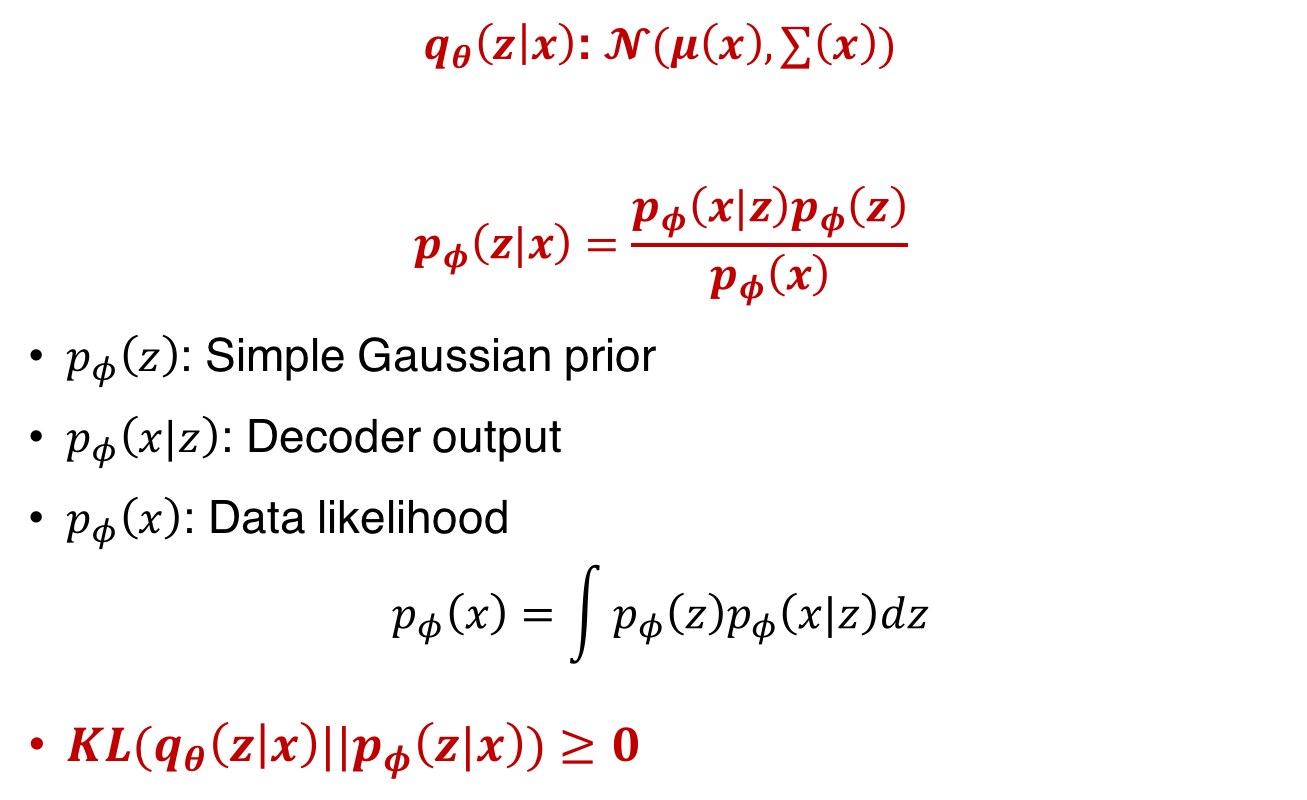 q_θ(z|x): 𝒩(μ(x), ∑(x))
p_ϕ(z|x) = p_ϕ(x|z)p_ϕ(z) / p_ϕ(x)
• p_ϕ(z): Simple Gaussian prior
• p_ϕ(x|z): Decoder output
• p_ϕ(x): Data likelihood
p_ϕ(x) = ∫ p_ϕ(z)p_ϕ(x|z)dz
• KL(q_θ(z|x)||p_ϕ(z|x)) ≥ 0